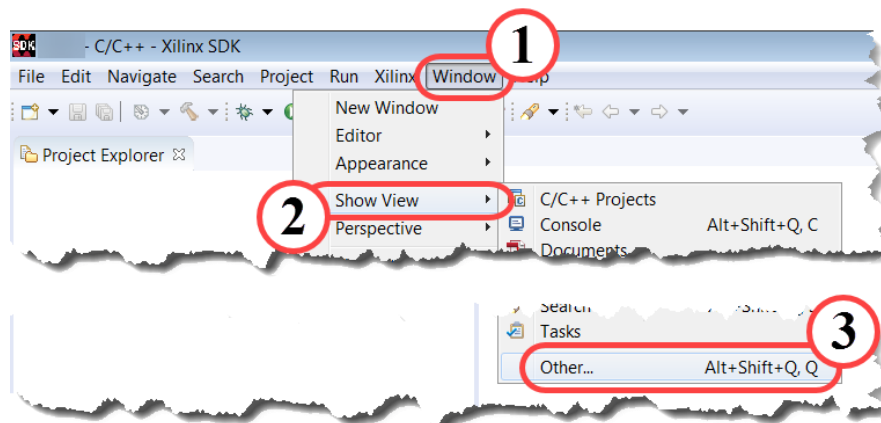 SDK - C/C++ - Xilinx SDK
1
File Edit Navigate Search Project Run Xilinx Window
New Window
Editor
Project Explorer
Appearance
2
Show View
C/C++ Projects
Perspective
Console Alt+Shift+Q, C
Documents
Search
Tasks
3
Other... Alt+Shift+Q, Q